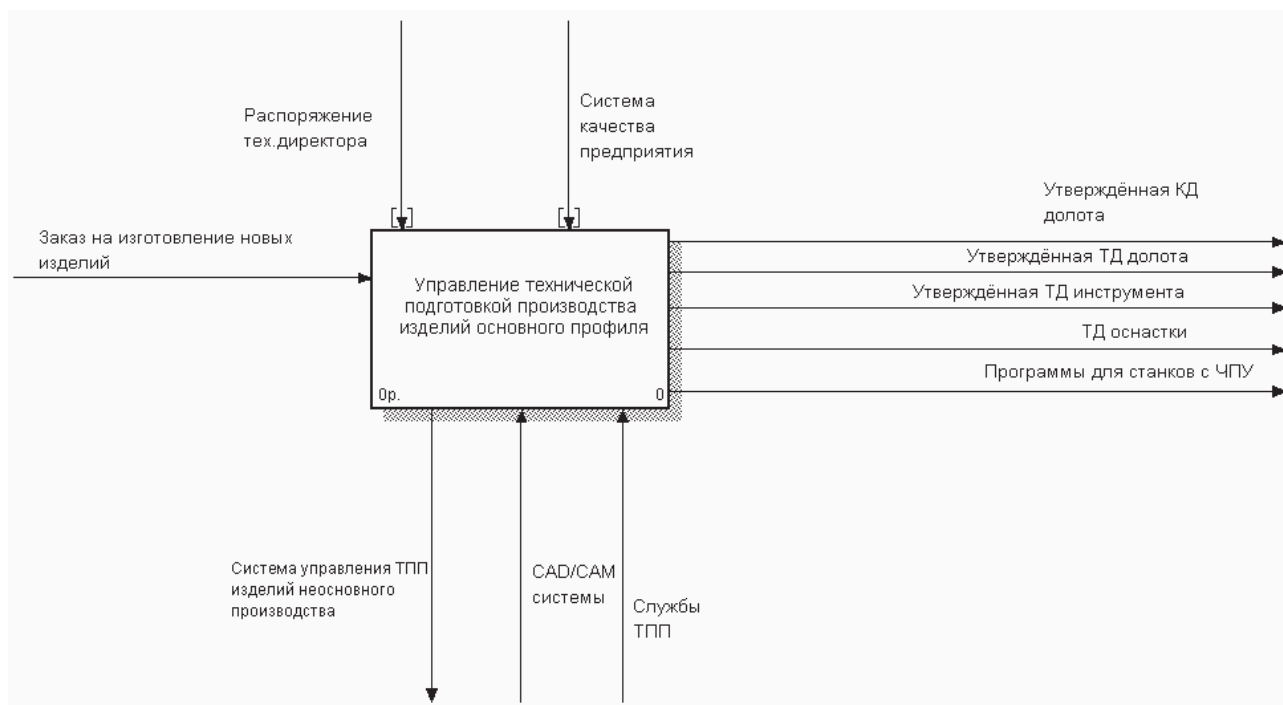 Распоряжение
тех.директора
Система
качества
предприятия
Заказ на изготовление новых
изделий
Управление технической
подготовкой производства
изделий основного профиля
0р.
0
Утверждённая КД
долота
Утверждённая ТД долота
Утверждённая ТД инструмента
ТД оснастки
Программы для станков с ЧПУ
Система управления ТПП
изделий неосновного
производства
CAD/CAM
системы
Службы
ТПП